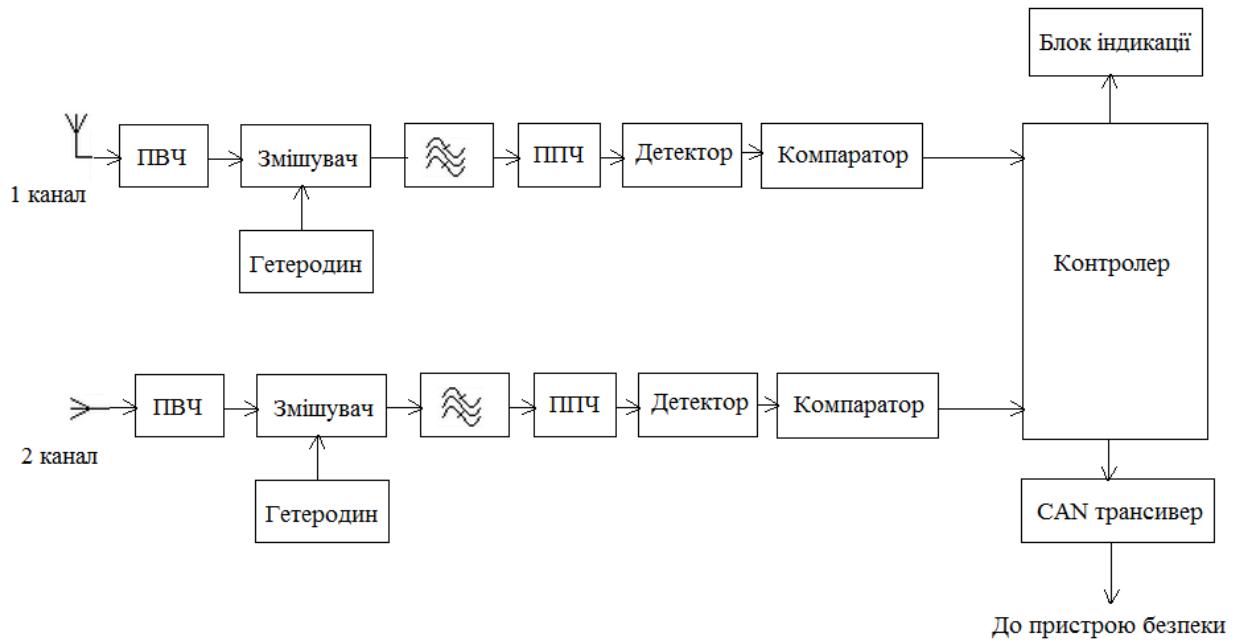 Блок індикації
ПВЧ
Змішувач
ППЧ
Детектор
Компаратор
1 канал
Гетеродин
Контролер
ПВЧ
Змішувач
ППЧ
Детектор
Компаратор
2 канал
Гетеродин
CAN трансивер
До пристрою безпеки